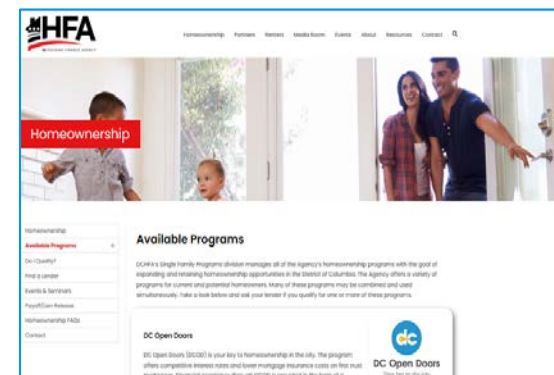 HFA
DC HOUSING FINANCE AGENCY
Homeownership Partners Renters Media Room Events About Resources Contact
Homeownership
Homeownership
Available Programs +
Do I Qualify?
Find a Lender
Events & Seminars
Payoff/Lien Release
Homeownership FAQs
Contact
Available Programs
DCHFA's Single Family Programs division manages all of the Agency's homeownership programs with the goal of
expanding and retaining homeownership opportunities in the District of Columbia. The Agency offers a variety of
programs for current and potential homeowners. Many of these programs may be combined and used
simultaneously. Take a look below and ask your lender if you qualify for one or more of these programs.
DC Open Doors
DC Open Doors (DCOD) is your key to homeownership in the city. The program
offers competitive interest rates and lower mortgage insurance costs on first trust
dc
DC Open Doors